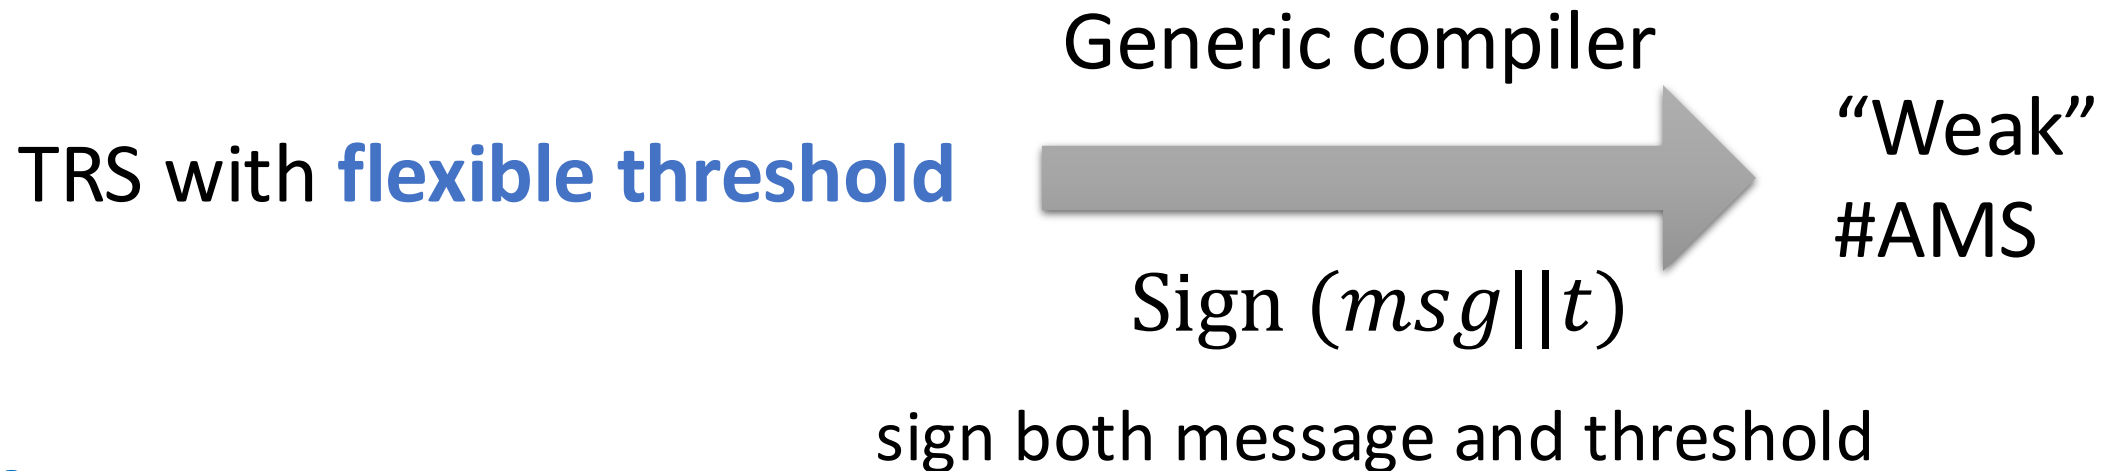 Generic compiler
TRS with flexible threshold
“Weak”
#AMS
Sign (msg||t)
sign both message and threshold